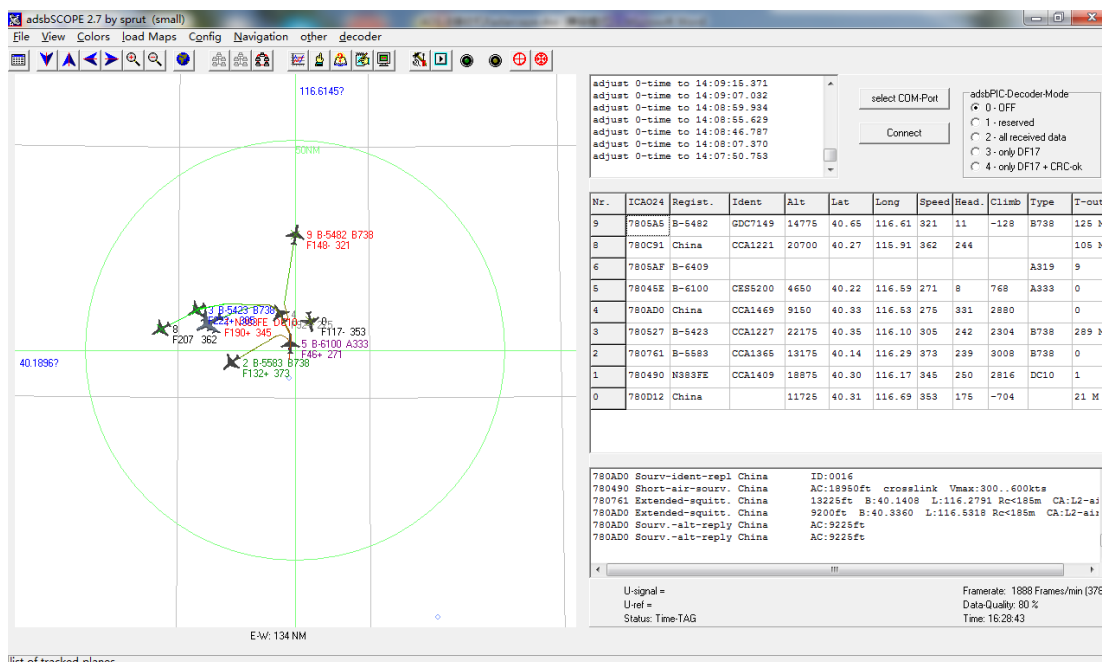 adsbSCOPE 2.7 by sprut (small)
File View Colors load Maps Config Navigation other decoder
116.6145?
50NM
9 B-5482 B738
F148- 321
3 B-5423 B738
F190+ 345
F117- 353
8
F207 362
5 B-6100 A333
F46+ 271
2 B-5583 B738
F132+ 373
40.1896?
E-W: 134 NM
adjust 0-time to 14:09:15.371
adjust 0-time to 14:09:07.032
adjust 0-time to 14:08:59.934
adjust 0-time to 14:08:55.629
adjust 0-time to 14:08:46.787
adjust 0-time to 14:08:07.370
adjust 0-time to 14:07:50.753
select COM-Port
Connect
adsbPIC-Decoder-Mode
0 - OFF
1 - reserved
2 - all received data
3 - only DF17
4 - only DF17 + CRC-ok
Nr. ICAO24 Regist. Ident Alt Lat Long Speed Head. Climb Type T-out
9 7805A5 B-5482 GDC7149 14775 40.65 116.61 321 11 -128 B738 125 M
8 780C91 China CCA1221 20700 40.27 115.91 362 244 105 M
6 7805AF B-6409 A319 9
5 78045E B-6100 CES5200 4650 40.22 116.59 271 8 768 A333 0
4 780AD0 China CCA1469 9150 40.33 116.53 275 331 2880 0
3 780527 B-5423 CCA1227 22175 40.35 116.10 305 242 2304 B738 289 M
2 780761 B-5583 CCA1365 13175 40.14 116.29 373 239 3008 B738 0
1 780490 N383FE CCA1409 18875 40.30 116.17 345 250 2816 DC10 1
0 780D12 China 11725 40.31 116.69 353 175 -704 21 M
780AD0 Sourv-ident-repl China ID:0016
780490 Short-air-sourv. China AC:18950ft crosslink Vmax:300..600kts
780761 Extended-squitt. China 13225ft B:40.1408 L:116.2791 Rc<185m CA:L2-ai
780AD0 Extended-squitt. China 9200ft B:40.3360 L:116.5318 Rc<185m CA:L2-air
780AD0 Sourv.-alt-reply China AC:9225ft
780AD0 Sourv.-alt-reply China AC:9225ft
U-signal =
U-ref =
Status: Time-TAG
Framerate: 1888 Frames/min (378
Data-Quality: 80 %
Time: 16:28:43
list of tracked planes